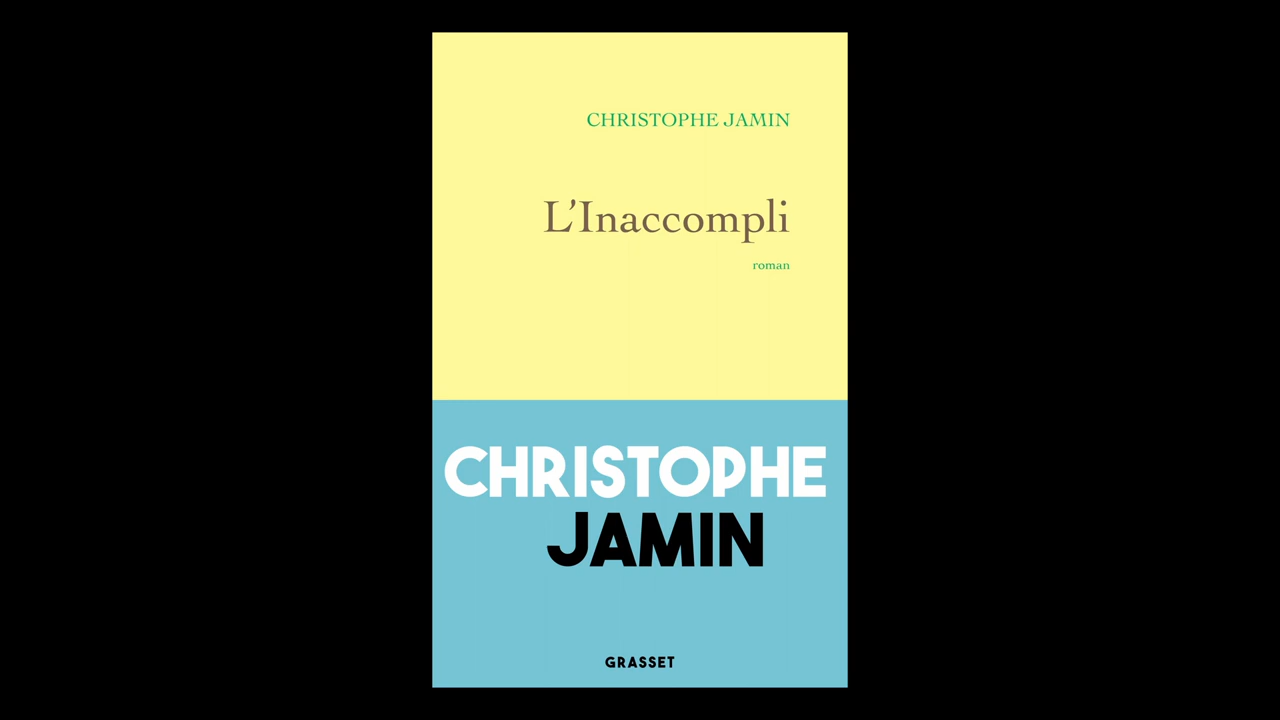 CHRISTOPHE JAMIN
L’Inaccompli
roman
CHRISTOPHE
JAMIN
GRASSET